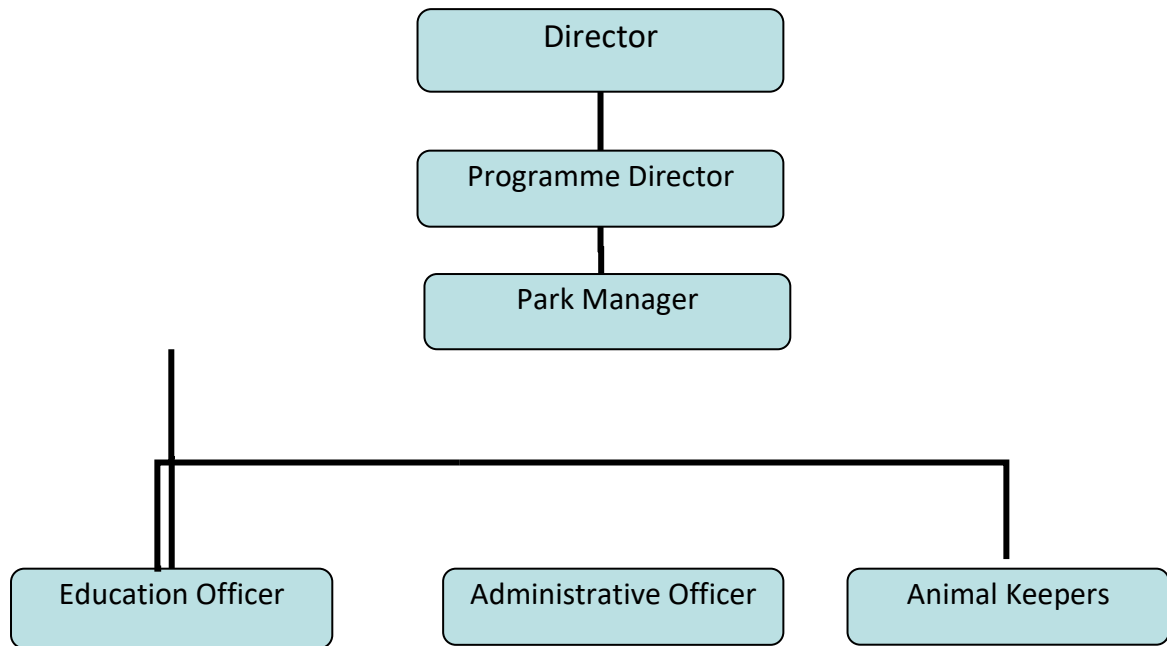 Director
Programme Director
Park Manager
Education Officer
Administrative Officer
Animal Keepers